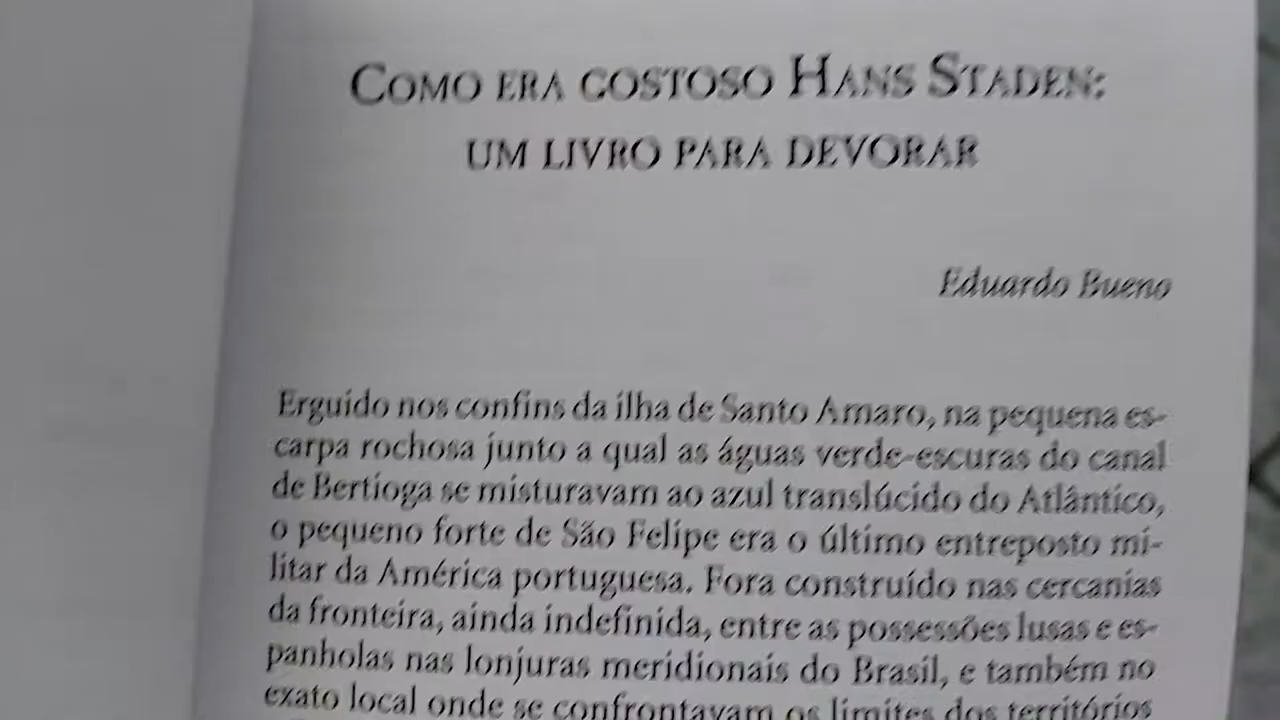 COMO ERA GOSTOSO HANS STADEN:
UM LIVRO PARA DEVORAR
Eduardo Bueno
Erguido nos confins da ilha de Santo Amaro, na pequena es-
carpa rochosa junto a qual as águas verde-escuras do canal
de Bertioga se misturavam ao azul translúcido do Atlântico,
o pequeno forte de São Felipe era o último entreposto mi-
litar da América portuguesa. Fora construído nas cercanias
da fronteira, ainda indefinida, entre as possessões lusas e es-
panholas nas lonjuras meridionais do Brasil, e também no
exato local onde se confrontavam os limites dos territórios